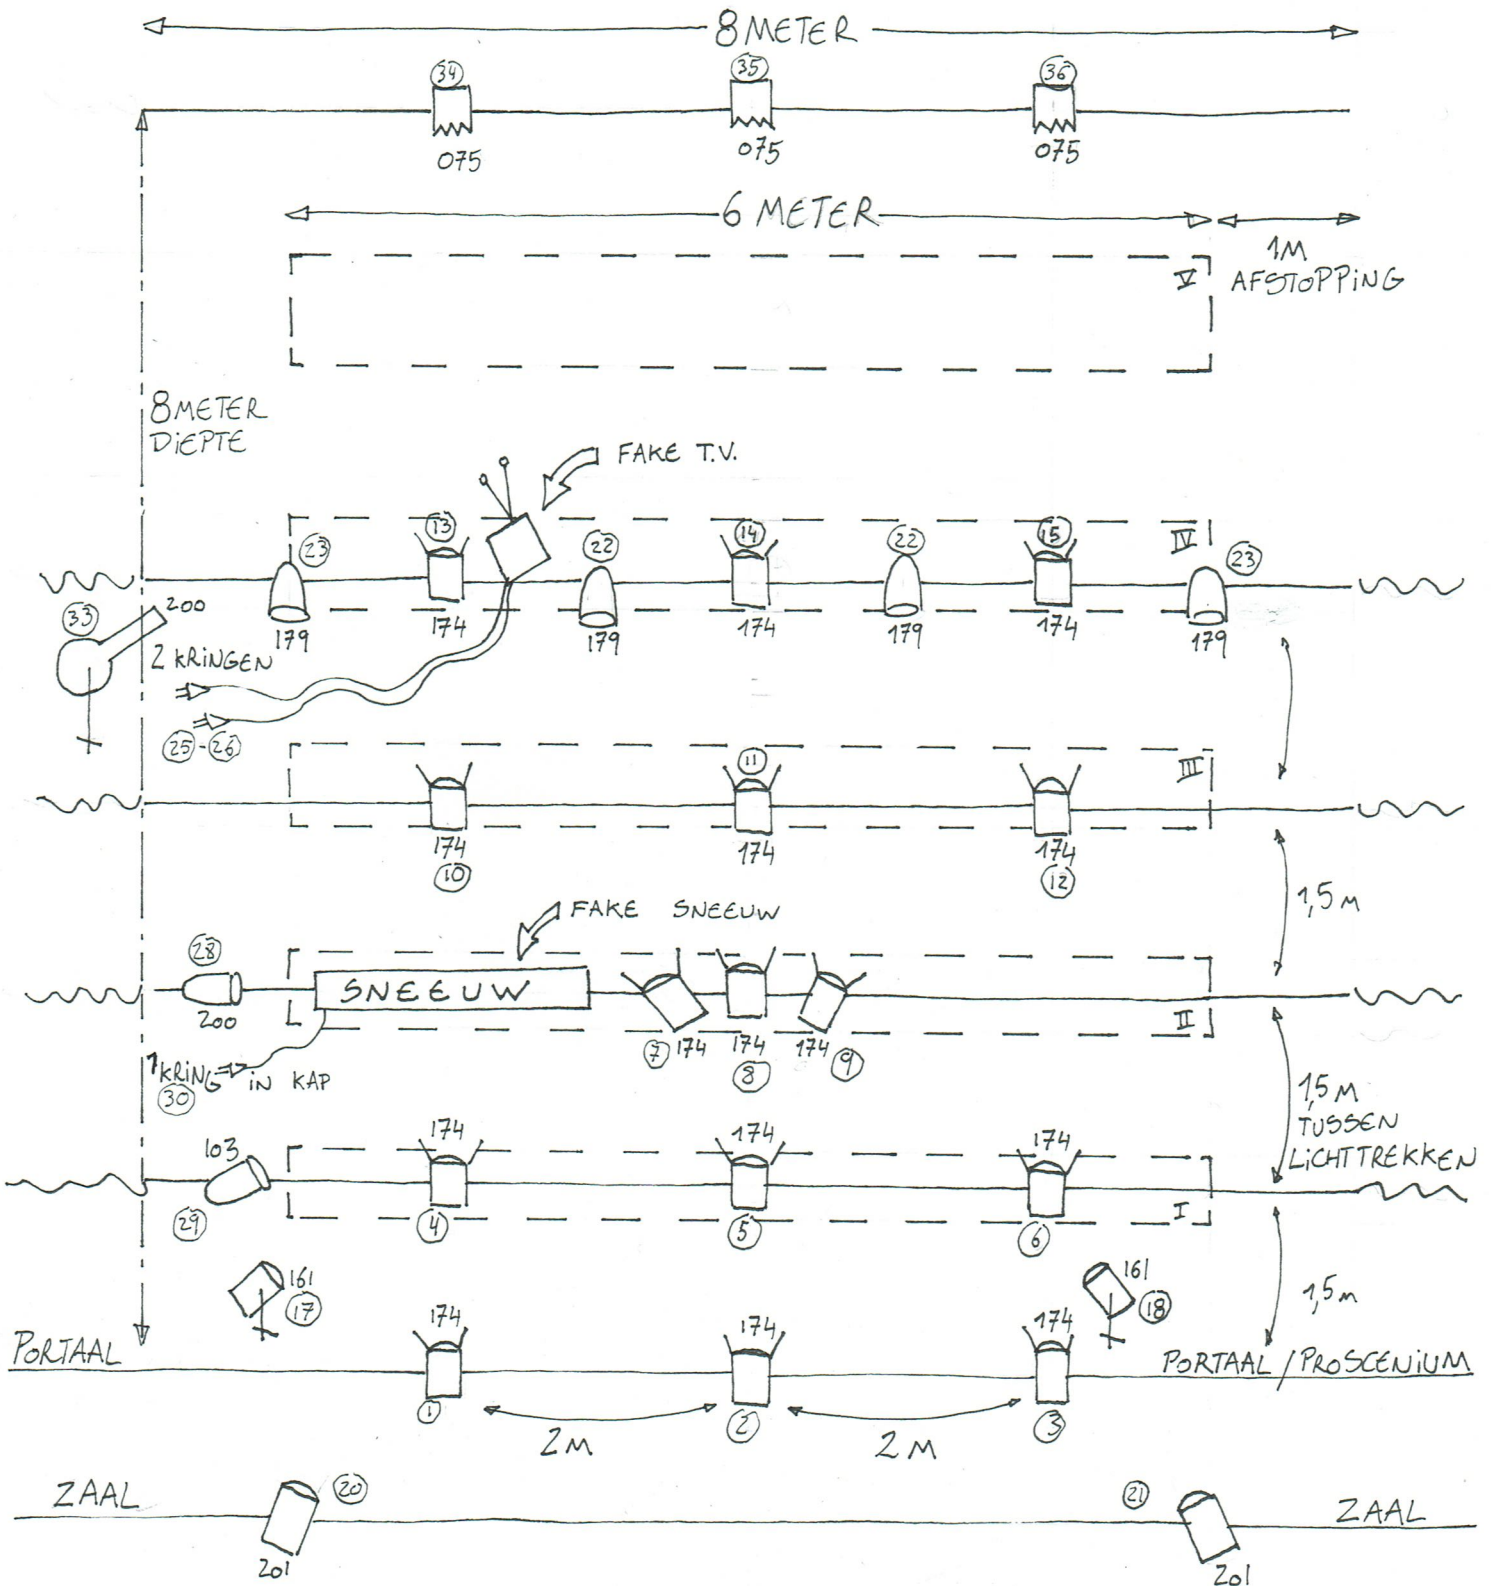 8 METER
34 35 36
075 075 075
6 METER
1M
AFSTOPPING
V
8 METER
DIEPTE
FAKE T.V.
23 13 22 14 22 15 IV 23
33 200
179 174 179 174 179 174 179
2 KRINGEN
25-26
11 III
174 174 174
10 12
1,5 M
FAKE SNEEUW
28
SNEEUW
200
II
7 174 174 174 9
8
1 KRING IN KAP
30
1,5 M
TUSSEN
LICHTTREKKEN
103 174 174 174
29 4 5 6 I
161 161
17 18
1,5 M
174 174 174
PORTAAL PORTAAL/PROSCENIUM
1 2 3
2 M 2 M
ZAAL 20 21 ZAAL
201 201